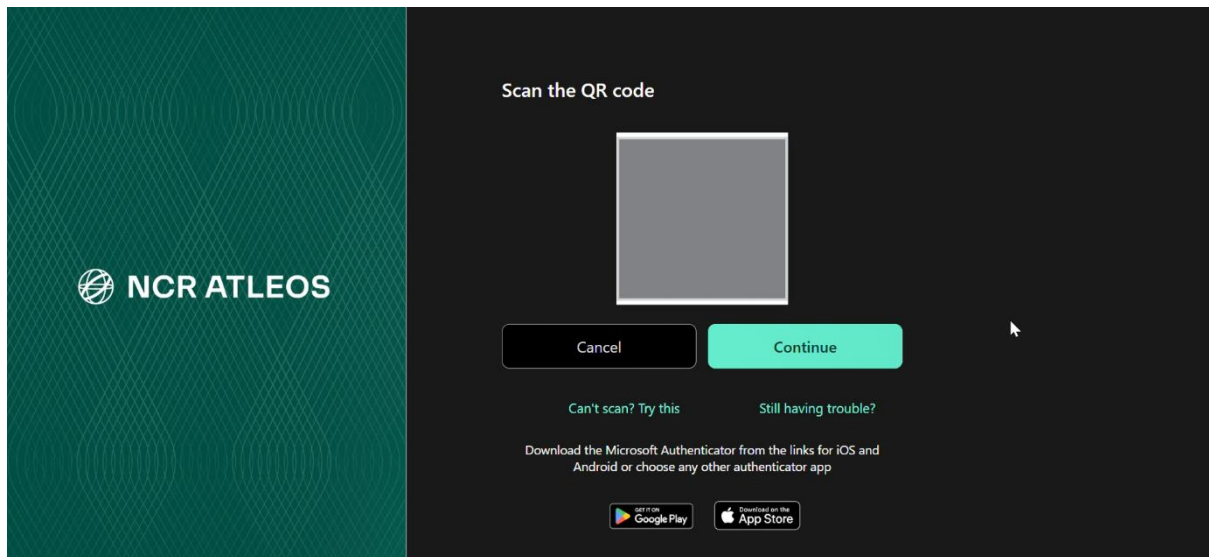 Scan the QR code
NCR ATLEOS
Cancel
Continue
Can't scan? Try this
Still having trouble?
Download the Microsoft Authenticator from the links for iOS and
Android or choose any other authenticator app
GET IT ON
Google Play
Download on the
App Store